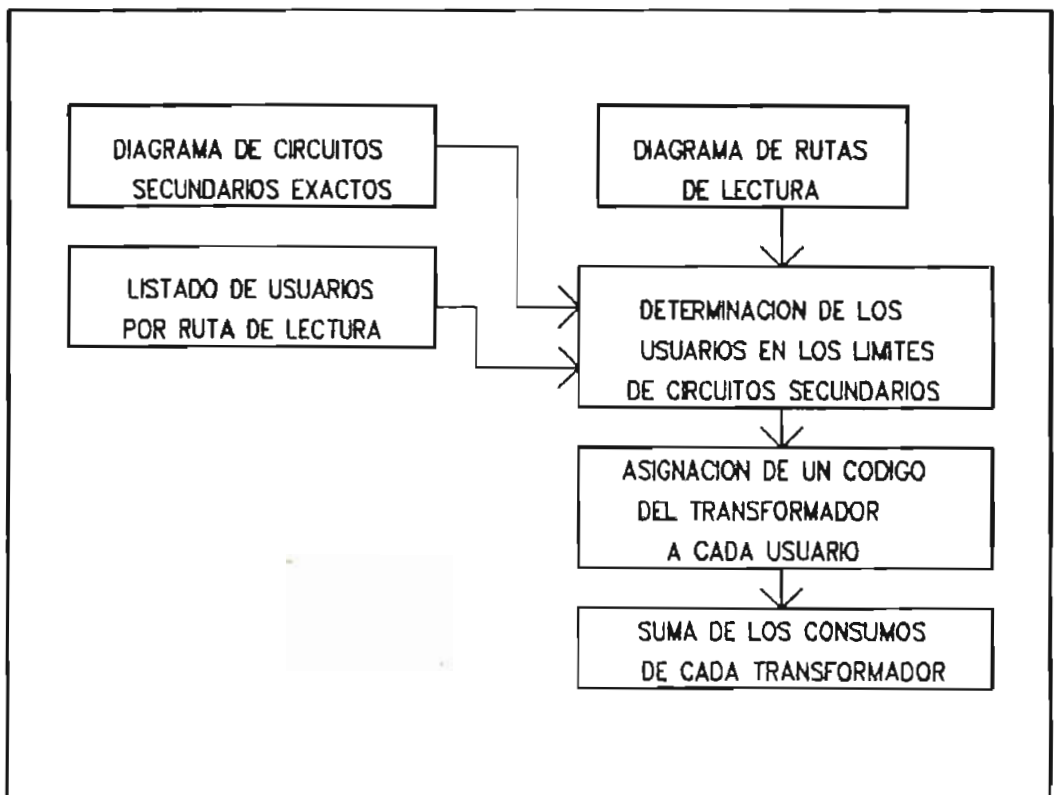 DIAGRAMA DE CIRCUITOS
SECUNDARIOS EXACTOS
DIAGRAMA DE RUTAS
DE LECTURA
LISTADO DE USUARIOS
POR RUTA DE LECTURA
DETERMINACION DE LOS
USUARIOS EN LOS LIMITES
DE CIRCUITOS SECUNDARIOS
ASIGNACION DE UN CODIGO
DEL TRANSFORMADOR
A CADA USUARIO
SUMA DE LOS CONSUMOS
DE CADA TRANSFORMADOR